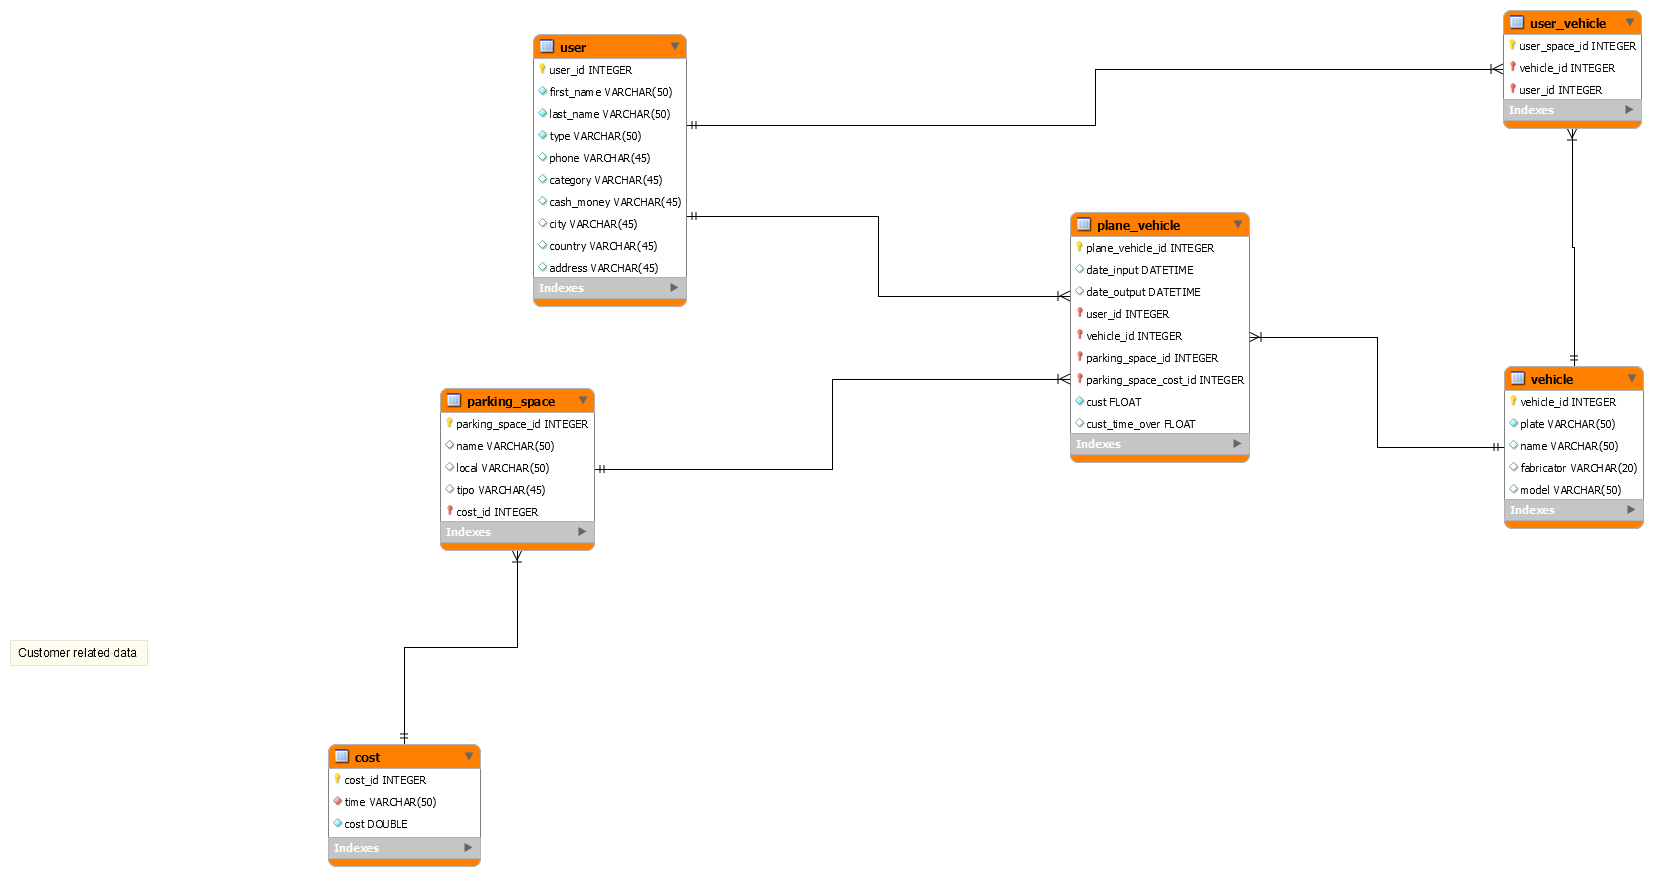 user
user_id INTEGER
first_name VARCHAR(50)
last_name VARCHAR(50)
type VARCHAR(50)
phone VARCHAR(45)
category VARCHAR(45)
cash_money VARCHAR(45)
city VARCHAR(45)
country VARCHAR(45)
address VARCHAR(45)
Indexes
user_vehicle
user_space_id INTEGER
vehicle_id INTEGER
user_id INTEGER
Indexes
plane_vehicle
plane_vehicle_id INTEGER
date_input DATETIME
date_output DATETIME
user_id INTEGER
vehicle_id INTEGER
parking_space_id INTEGER
parking_space_cost_id INTEGER
cust FLOAT
cust_time_over FLOAT
Indexes
vehicle
vehicle_id INTEGER
plate VARCHAR(50)
name VARCHAR(50)
fabricator VARCHAR(20)
model VARCHAR(50)
Indexes
parking_space
parking_space_id INTEGER
name VARCHAR(50)
local VARCHAR(50)
tipo VARCHAR(45)
cost_id INTEGER
Indexes
Customer related data
cost
cost_id INTEGER
time VARCHAR(50)
cost DOUBLE
Indexes